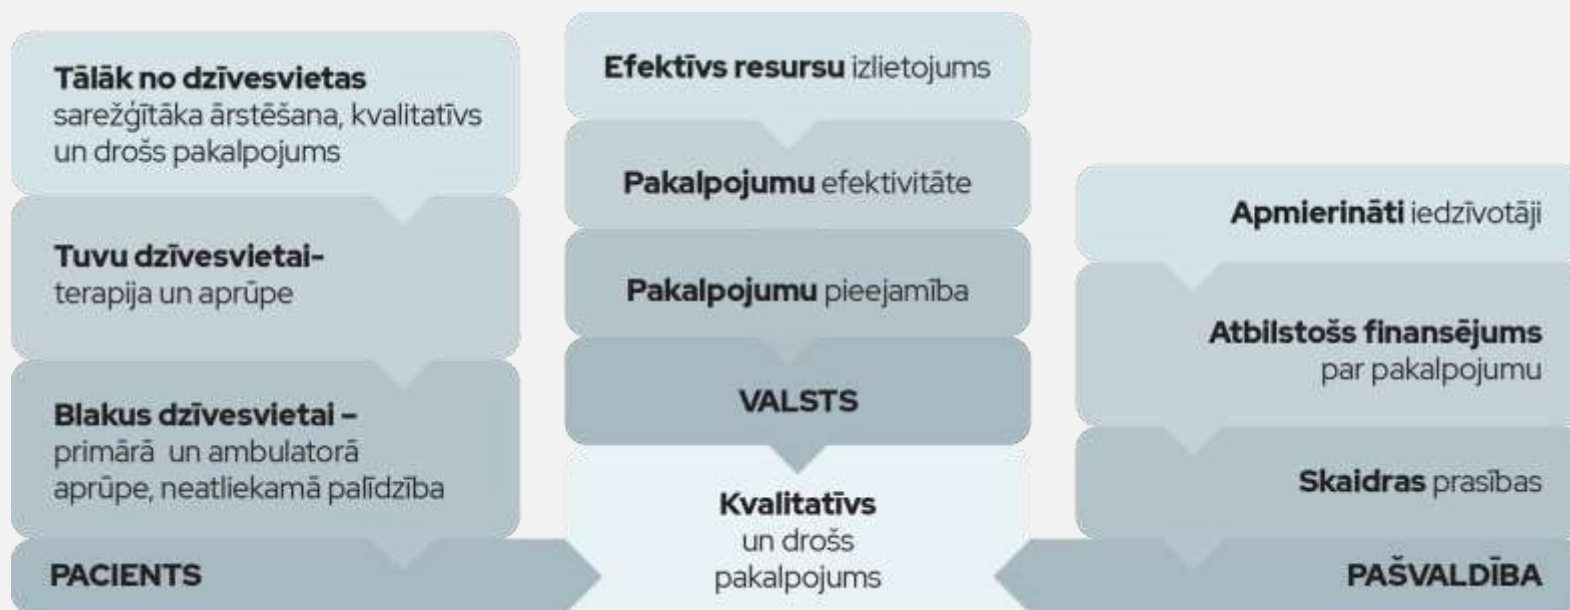 Tālāk no dzīvesvietas
sarežģītāka ārstēšana, kvalitatīvs
un drošs pakalpojums
Tuvu dzīvesvietai-
terapija un aprūpe
Blakus dzīvesvietai –
primārā un ambulatorā
aprūpe, neatliekamā palīdzība
PACIENTS
Efektīvs resursu izlietojums
Pakalpojumu efektivitāte
Pakalpojumu pieejamība
VALSTS
Kvalitatīvs
un drošs
pakalpojums
Apmierināti iedzīvotāji
Atbilstošs finansējums
par pakalpojumu
Skaidras prasības
PAŠVALDĪBA